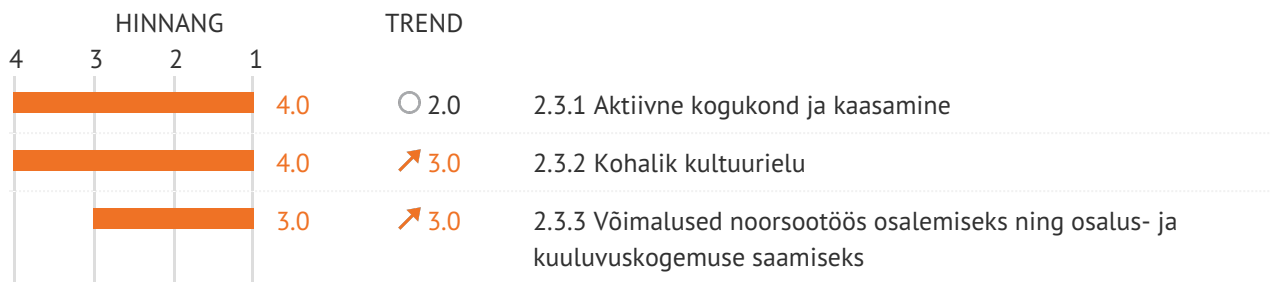 HINNANG TREND
4 3 2 1
4.0 2.0 2.3.1 Aktiivne kogukond ja kaasamine
4.0 3.0 2.3.2 Kohalik kultuurielu
3.0 3.0 2.3.3 Võimalused noorsootöös osalemiseks ning osalus- ja
kuuluvuskogemuse saamiseks